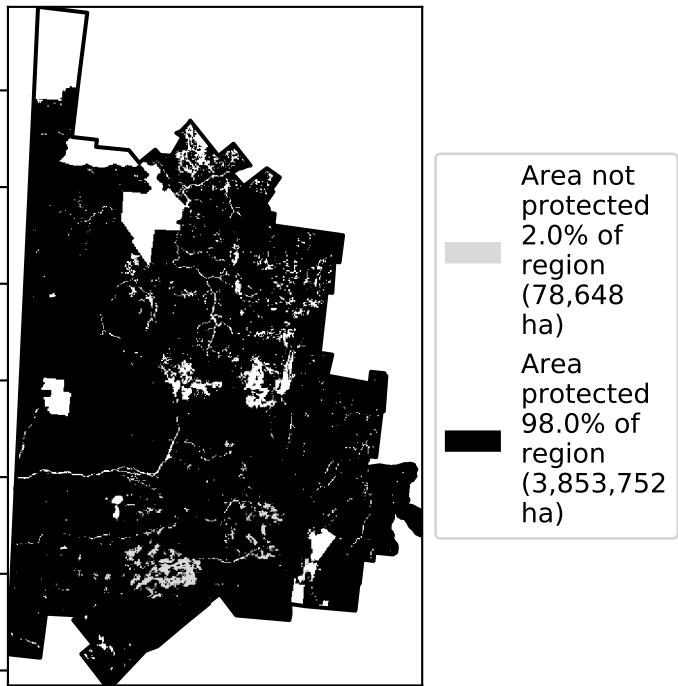 Area not
protected
2.0% of
region
(78,648
ha)
Area
protected
98.0% of
region
(3,853,752
ha)